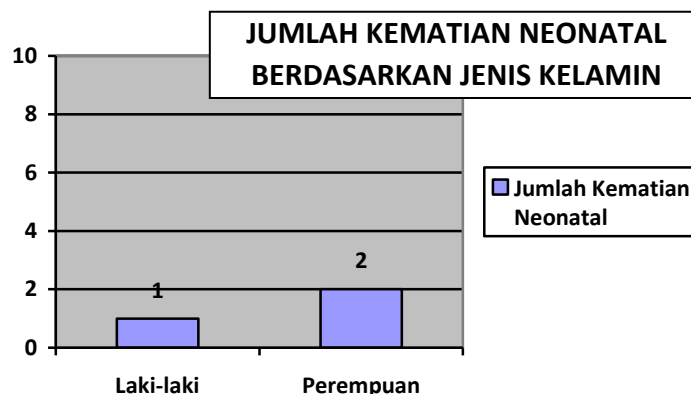 JUMLAH KEMATIAN NEONATAL
BERDASARKAN JENIS KELAMIN
10
8
6
4
2
0
1
2
Laki-laki
Perempuan
Jumlah Kematian
Neonatal